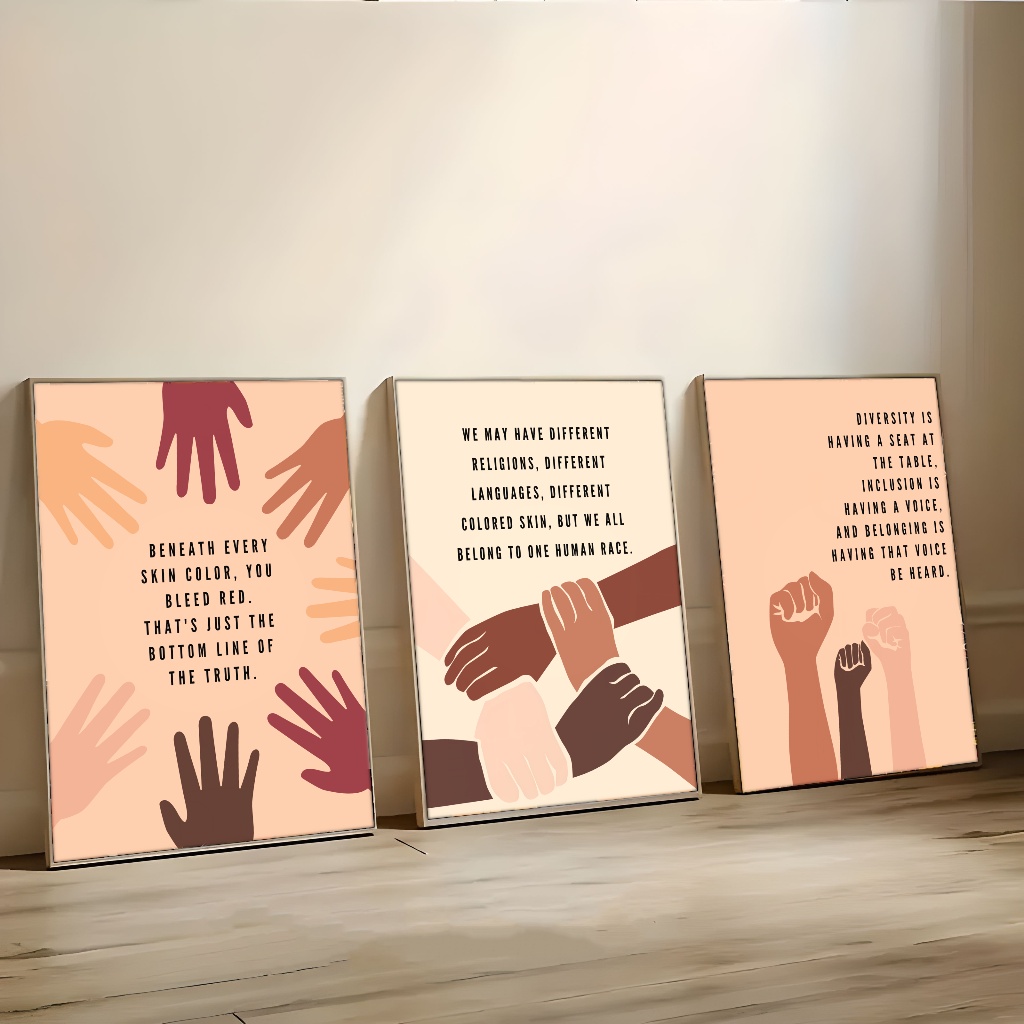 BENEATH EVERY
SKIN COLOR, YOU
BLEED RED.
THAT'S JUST THE
BOTTOM LINE OF
THE TRUTH.
WE MAY HAVE DIFFERENT
RELIGIONS, DIFFERENT
LANGUAGES, DIFFERENT
COLORED SKIN, BUT WE ALL
BELONG TO ONE HUMAN RACE.
DIVERSITY IS
HAVING A SEAT AT
THE TABLE,
INCLUSION IS
HAVING A VOICE,
AND BELONGING IS
HAVING THAT VOICE
BE HEARD.